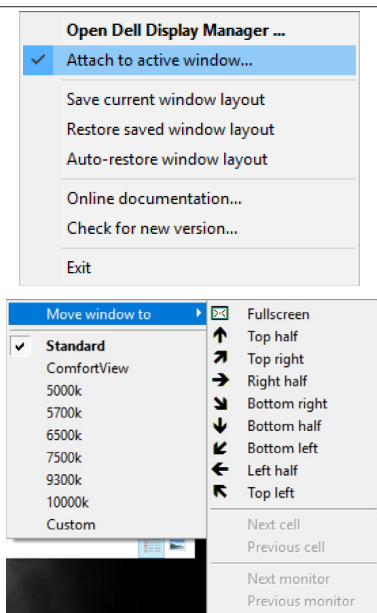 Open Dell Display Manager ...
Attach to active window...
Save current window layout
Restore saved window layout
Auto-restore window layout
Online documentation...
Check for new version...
Exit
Move window to
Standard
ComfortView
5000k
5700k
6500k
7500k
9300k
10000k
Custom
Fullscreen
Top half
Top right
Right half
Bottom right
Bottom half
Bottom left
Left half
Top left
Next cell
Previous cell
Next monitor
Previous monitor